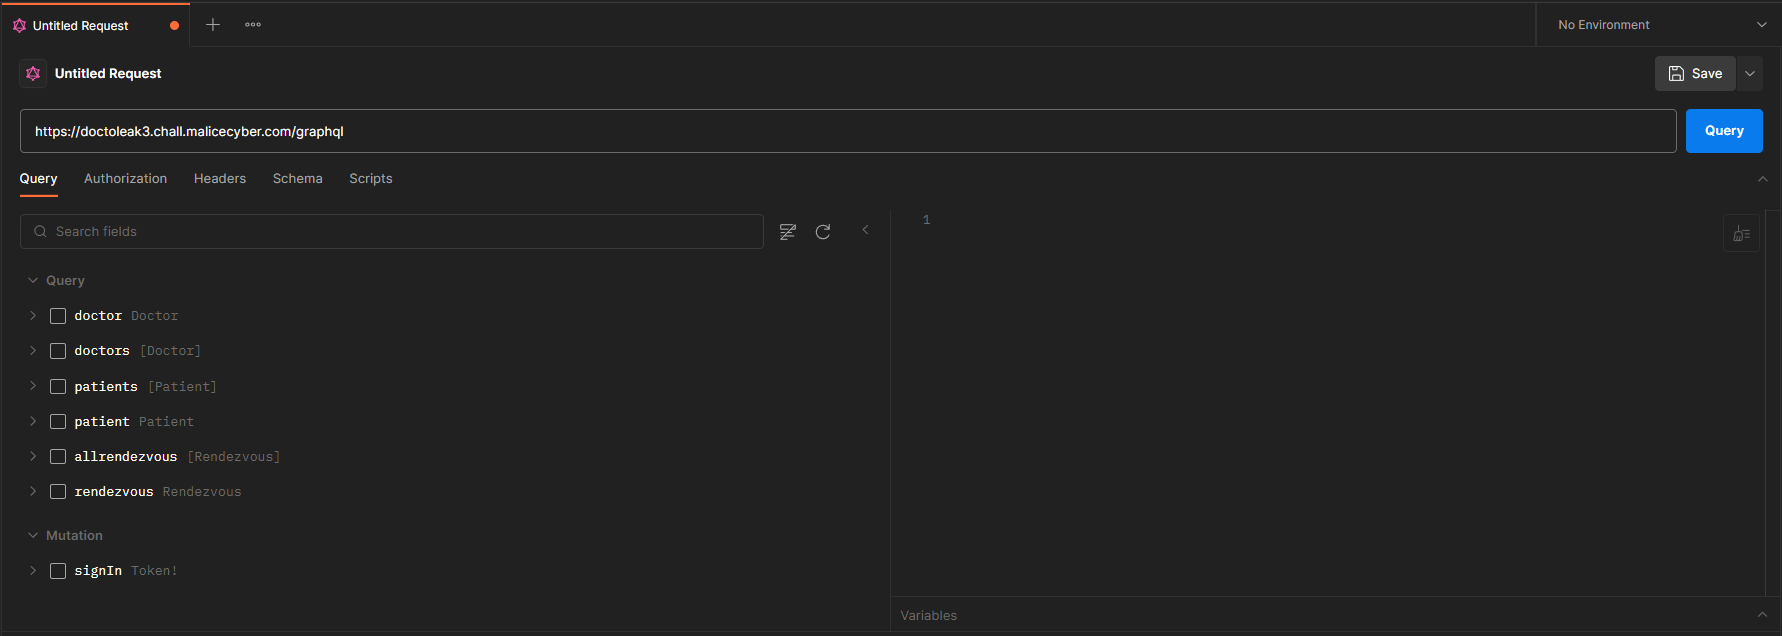 Untitled Request
No Environment
Untitled Request
Save
https://doctoleak3.chall.malicecyber.com/graphql
Query
Query Authorization Headers Schema Scripts
Search fields
1
Query
doctor Doctor
doctors [Doctor]
patients [Patient]
patient Patient
allrendezvous [Rendezvous]
rendezvous Rendezvous
Mutation
signIn Token!
Variables